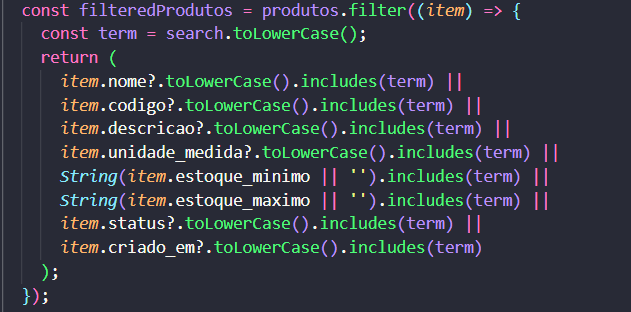 const filteredProdutos = produtos.filter((item) => {
  const term = search.toLowerCase();
  return (
    item.nome?.toLowerCase().includes(term) ||
    item.codigo?.toLowerCase().includes(term) ||
    item.descricao?.toLowerCase().includes(term) ||
    item.unidade_medida?.toLowerCase().includes(term) ||
    String(item.estoque_minimo || '').includes(term) ||
    String(item.estoque_maximo || '').includes(term) ||
    item.status?.toLowerCase().includes(term) ||
    item.criado_em?.toLowerCase().includes(term)
  );
});